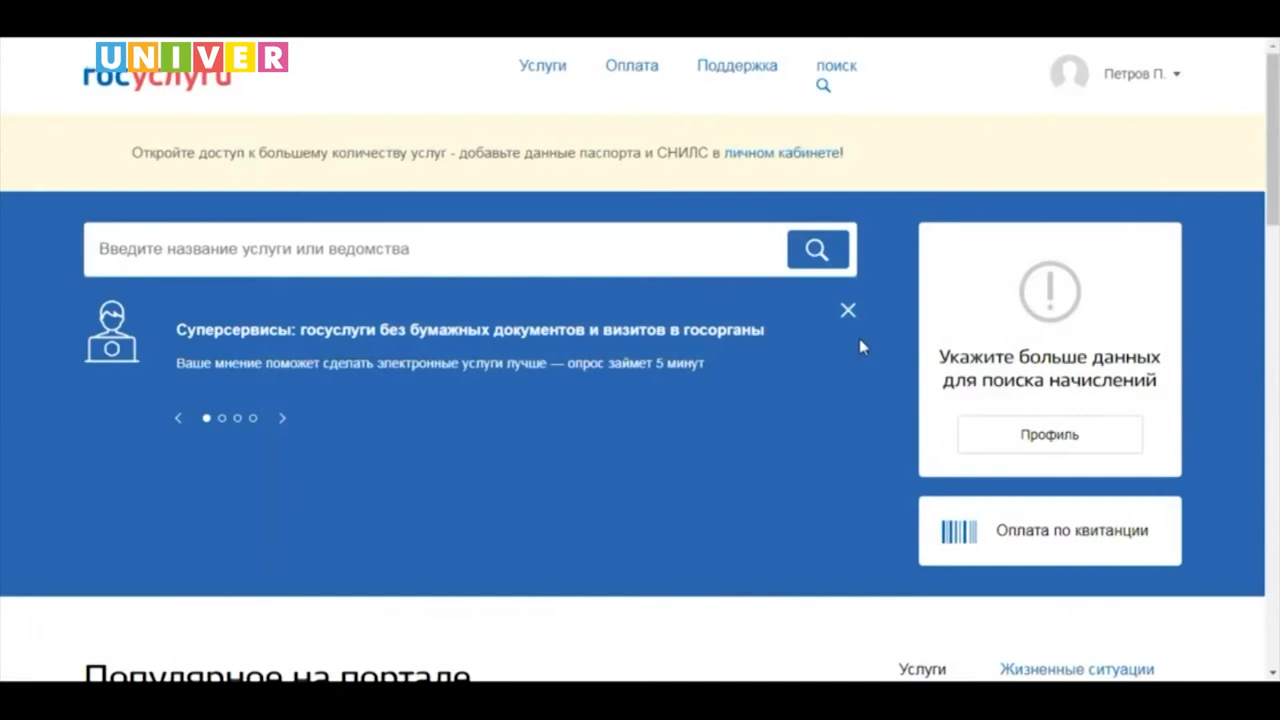 UNIVER
госуслуги
Услуги
Оплата
Поддержка
поиск
Петров П.
Откройте доступ к большему количеству услуг - добавьте данные паспорта и СНИЛС в личном кабинете!
Введите название услуги или ведомства
Суперсервисы: госуслуги без бумажных документов и визитов в госорганы
Ваше мнение поможет сделать электронные услуги лучше — опрос займет 5 минут
Укажите больше данных
для поиска начислений
Профиль
Оплата по квитанции
Популярное на портале
Услуги
Жизненные ситуации